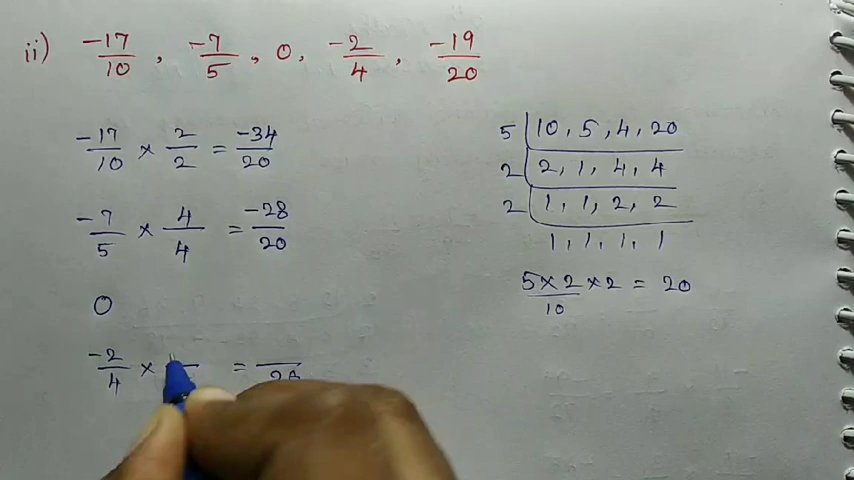 ii) -17/10 , -7/5 , 0, -2/4 , -19/20
-17/10 × 2/2 = -34/20
-7/5 × 4/4 = -28/20
0
-2/4 × = /20
5 | 10, 5, 4, 20
2 | 2, 1, 4, 4
2 | 1, 1, 2, 2
1, 1, 1, 1
5 × 2 × 2 = 20
10